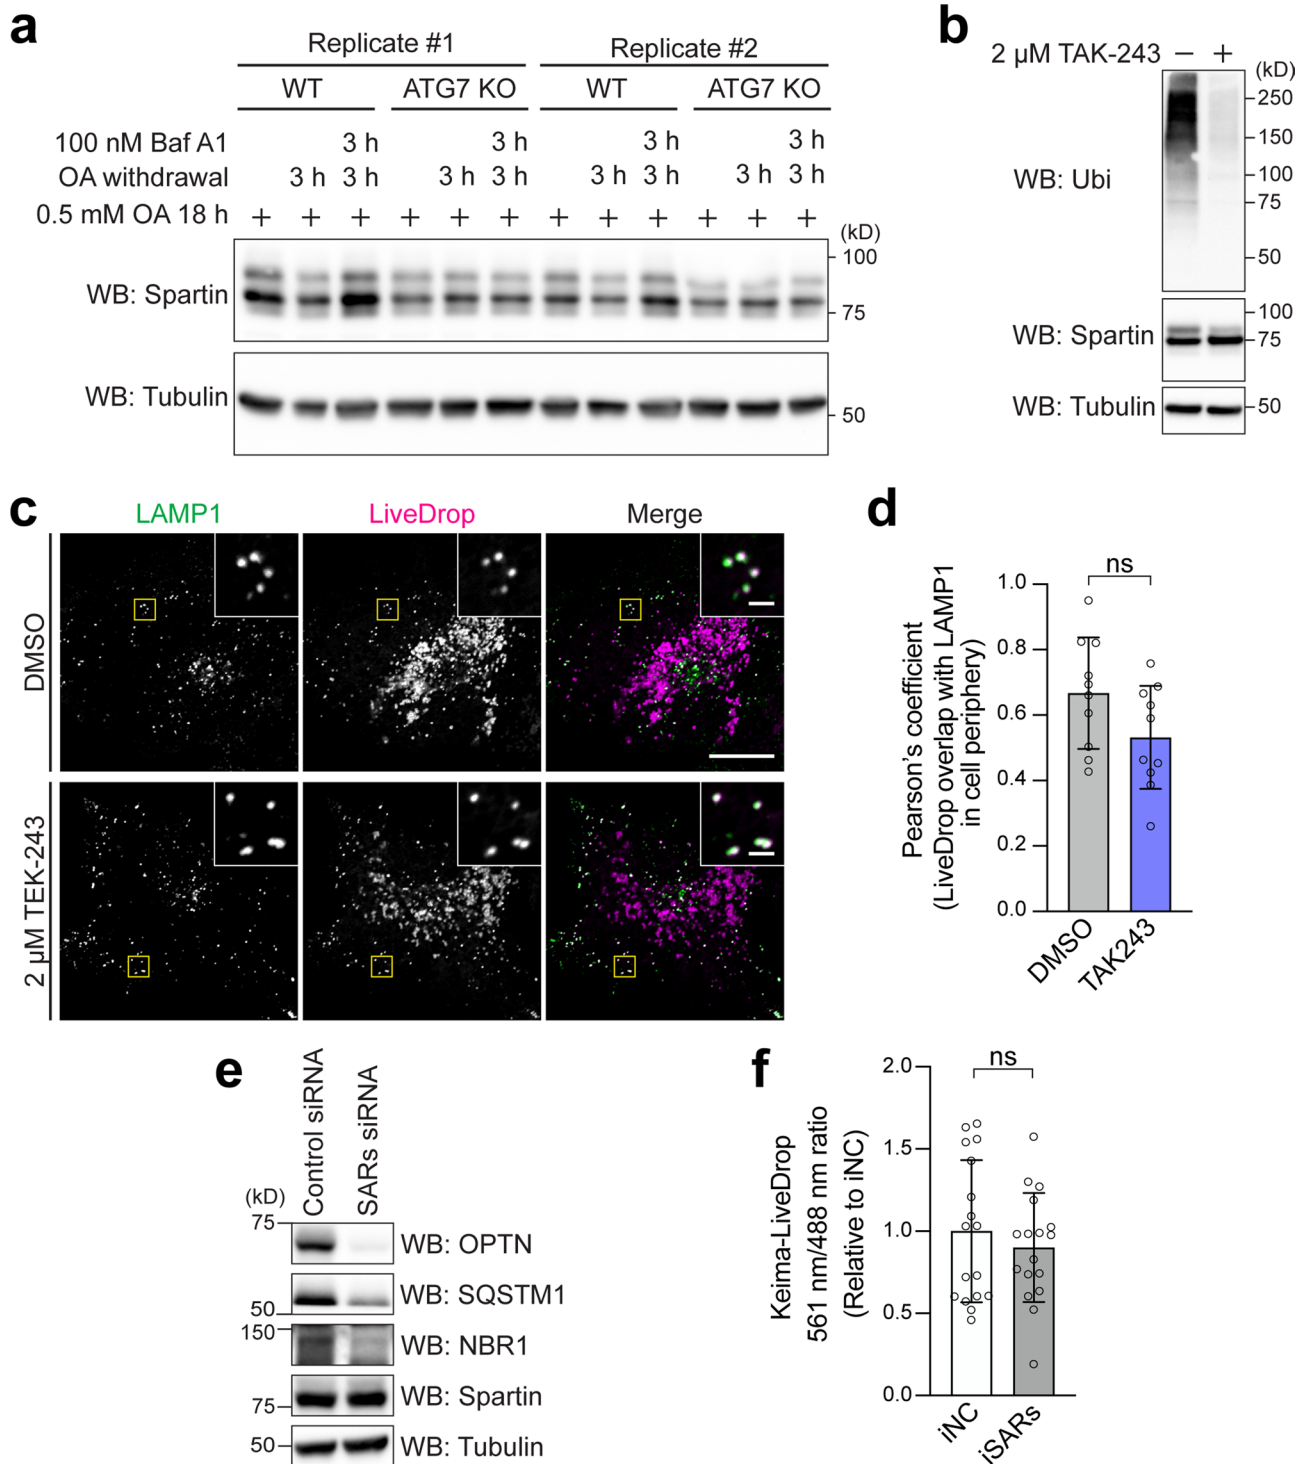 a
Replicate #1 Replicate #2
WT ATG7 KO WT ATG7 KO
100 nM Baf A1 3 h 3 h 3 h 3 h
OA withdrawal 3 h 3 h 3 h 3 h 3 h 3 h 3 h 3 h
0.5 mM OA 18 h + + + + + + + + + + + +
(kD)
100
WB: Spartin
75
WB: Tubulin
50
b
2 µM TAK-243 − +
(kD)
250
150
WB: Ubi
100
75
50
100
WB: Spartin
75
WB: Tubulin
50
c
LAMP1 LiveDrop Merge
DMSO
2 µM TEK-243
d
Pearson's coefficient
(LiveDrop overlap with LAMP1
in cell periphery)
ns
1.0
0.8
0.6
0.4
0.2
0.0
DMSO
TAK243
e
Control siRNA
SARs siRNA
(kD)
75
WB: OPTN
WB: SQSTM1
50
150
WB: NBR1
WB: Spartin
75
50 WB: Tubulin
f
Keima-LiveDrop
561 nm/488 nm ratio
(Relative to iNC)
ns
2.0
1.5
1.0
0.5
0.0
iNC
iSARs